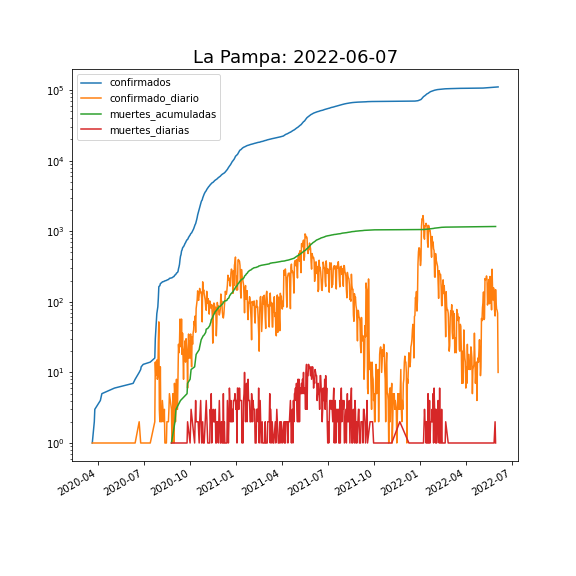 La Pampa: 2022-06-07
confirmados
confirmado_diario
muertes_acumuladas
muertes_diarias
10⁵
10⁴
10³
10²
10¹
10⁰
2020-04 2020-07 2020-10 2021-01 2021-04 2021-07 2021-10 2022-01 2022-04 2022-07